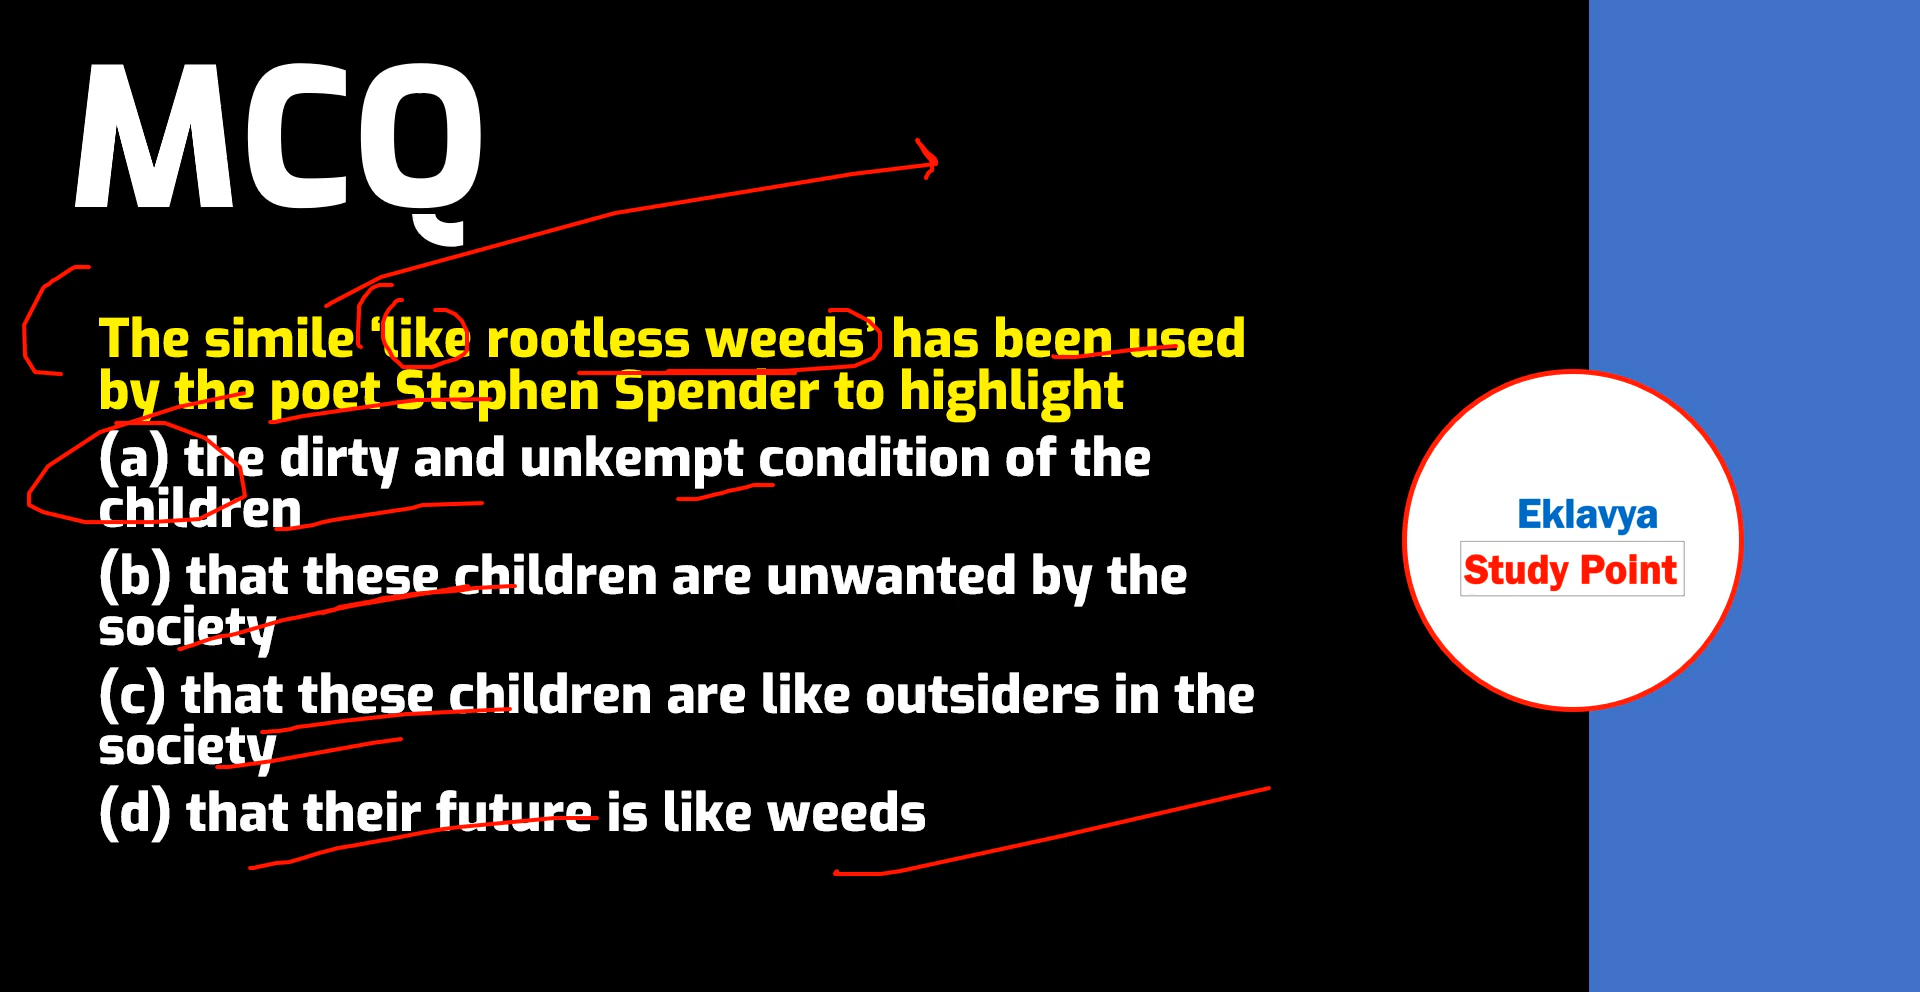 MCQ
The simile ‘like rootless weeds’ has been used
by the poet Stephen Spender to highlight
(a) the dirty and unkempt condition of the
children
(b) that these children are unwanted by the
society
(c) that these children are like outsiders in the
society
(d) that their future is like weeds
Eklavya
Study Point